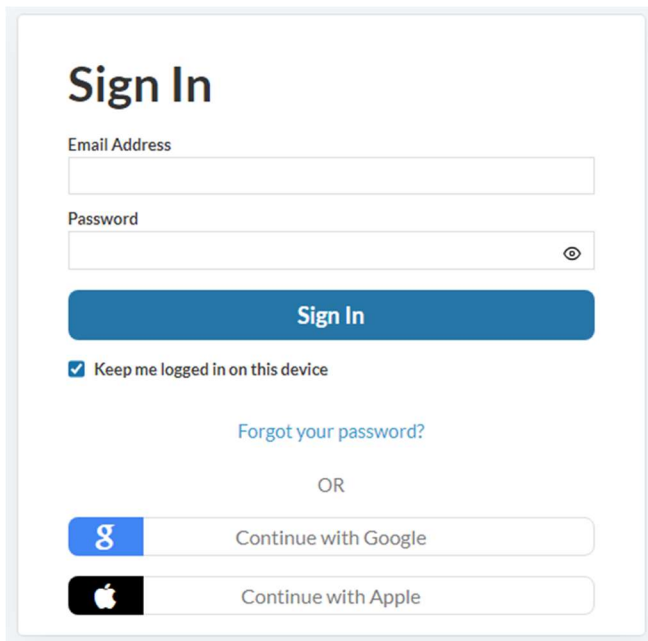 Sign In
Email Address
Password
Sign In
Keep me logged in on this device
Forgot your password?
OR
g Continue with Google
Continue with Apple